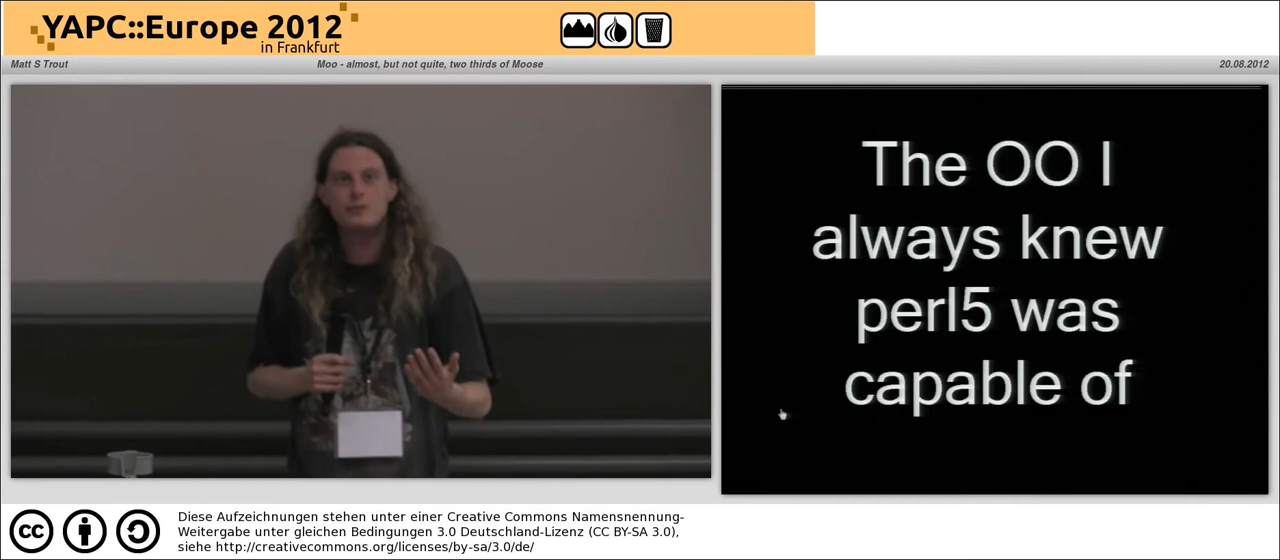 YAPC::Europe 2012
in Frankfurt
Matt S Trout
Moo - almost, but not quite, two thirds of Moose
20.08.2012
The OO I
always knew
perl5 was
capable of
cc
Diese Aufzeichnungen stehen unter einer Creative Commons Namensnennung-
Weitergabe unter gleichen Bedingungen 3.0 Deutschland-Lizenz (CC BY-SA 3.0),
siehe http://creativecommons.org/licenses/by-sa/3.0/de/